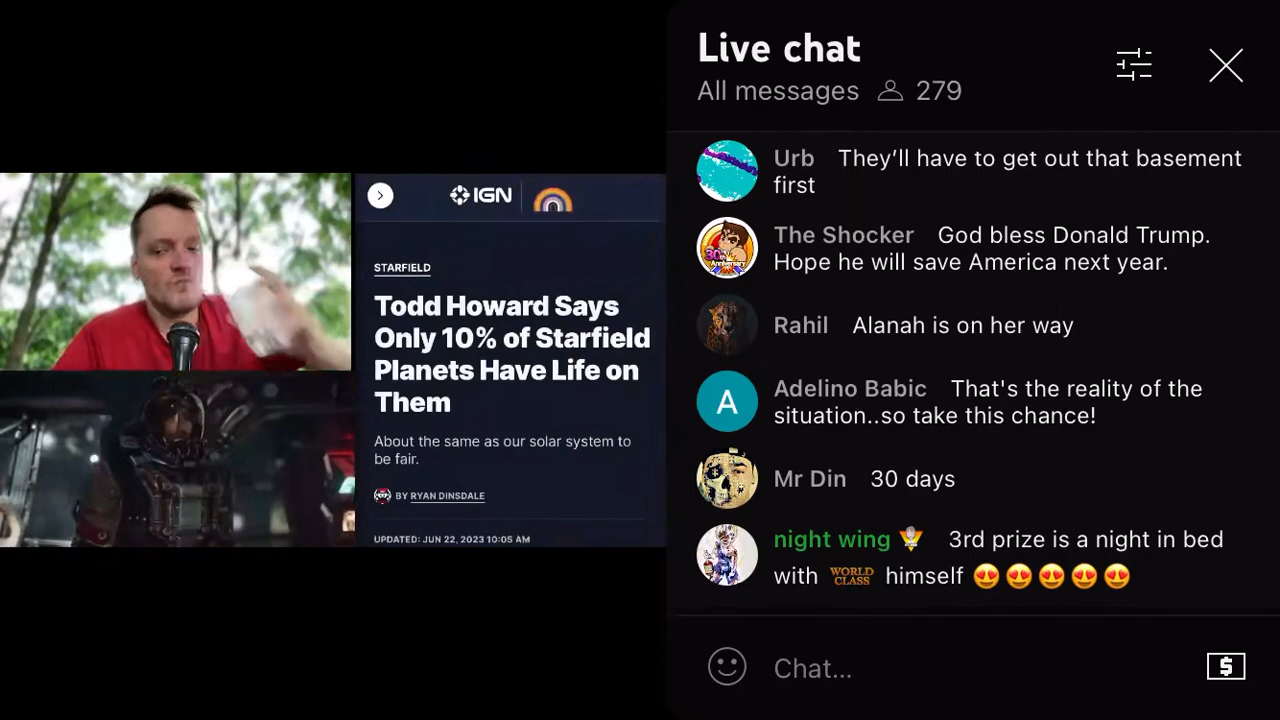 IGN
STARFIELD
Todd Howard Says
Only 10% of Starfield
Planets Have Life on
Them
About the same as our solar system to
be fair.
BY RYAN DINSDALE
UPDATED: JUN 22, 2023 10:05 AM
Live chat
All messages 279
Urb They’ll have to get out that basement
first
The Shocker God bless Donald Trump.
Hope he will save America next year.
Rahil Alanah is on her way
A Adelino Babic That's the reality of the
situation..so take this chance!
Mr Din 30 days
night wing 3rd prize is a night in bed
with WORLD CLASS himself 😍😍😍😍😍
Chat...
$